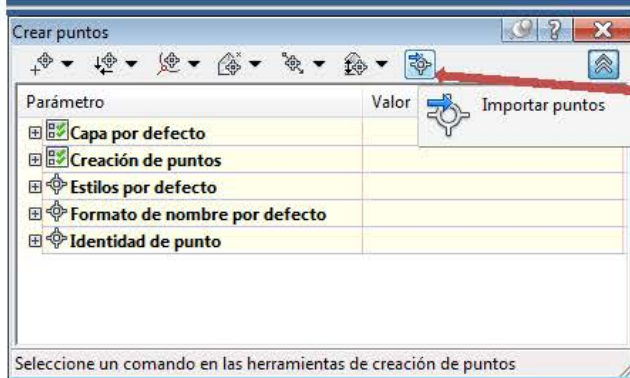 Crear puntos
Parámetro Valor
Importar puntos
Capa por defecto
Creación de puntos
Estilos por defecto
Formato de nombre por defecto
Identidad de punto
Seleccione un comando en las herramientas de creación de puntos